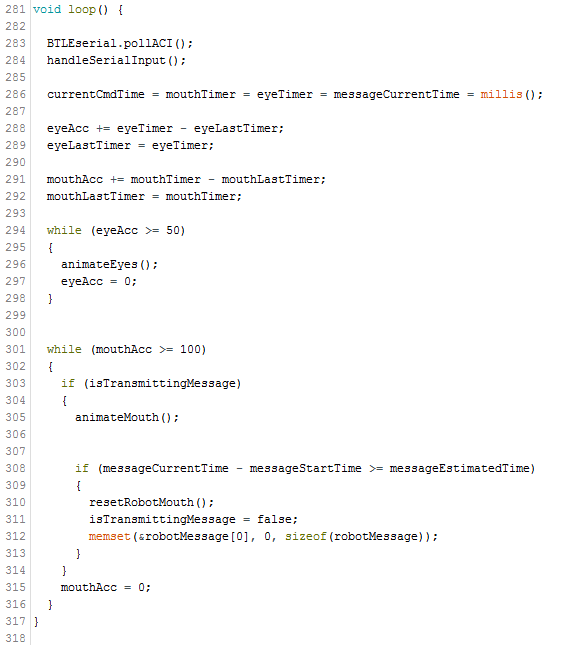 281 void loop() {
282
283   BTLEserial.pollACI();
284   handleSerialInput();
285
286   currentCmdTime = mouthTimer = eyeTimer = messageCurrentTime = millis();
287
288   eyeAcc += eyeTimer - eyeLastTimer;
289   eyeLastTimer = eyeTimer;
290
291   mouthAcc += mouthTimer - mouthLastTimer;
292   mouthLastTimer = mouthTimer;
293
294   while (eyeAcc >= 50)
295   {
296     animateEyes();
297     eyeAcc = 0;
298   }
299
300
301   while (mouthAcc >= 100)
302   {
303     if (isTransmittingMessage)
304     {
305       animateMouth();
306
307
308       if (messageCurrentTime - messageStartTime >= messageEstimatedTime)
309       {
310         resetRobotMouth();
311         isTransmittingMessage = false;
312         memset(&robotMessage[0], 0, sizeof(robotMessage));
313       }
314     }
315     mouthAcc = 0;
316   }
317 }
318